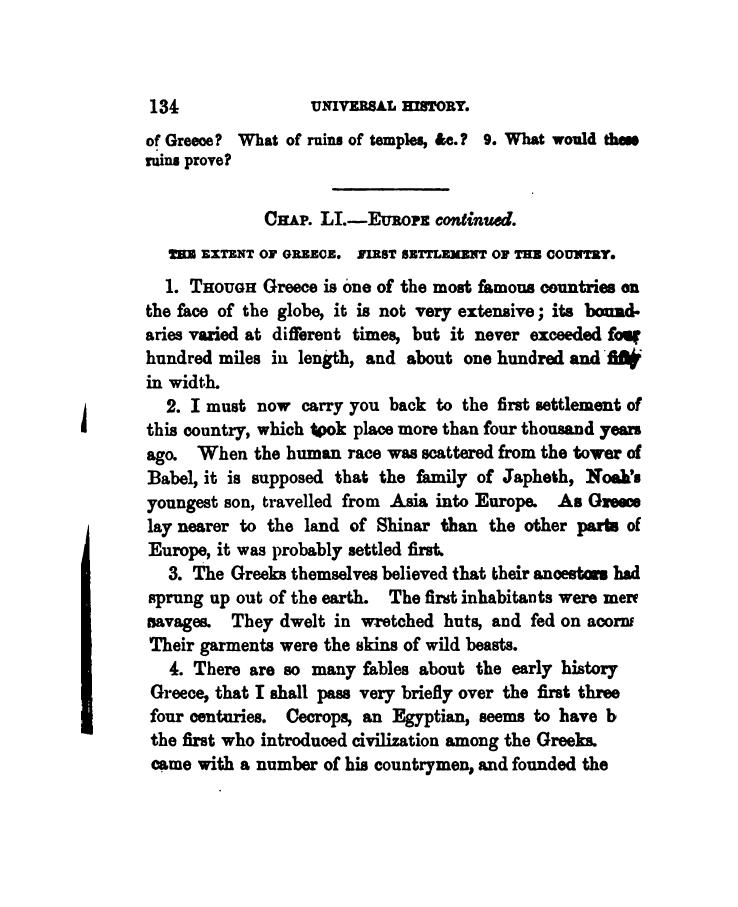 134 UNIVERSAL HISTORY.
of Greece? What of ruins of temples, &c.? 9. What would these
ruins prove?
CHAP. LI.—EUROPE continued.
THE EXTENT OF GREECE. FIRST SETTLEMENT OF THE COUNTRY.
1. THOUGH Greece is one of the most famous countries on
the face of the globe, it is not very extensive; its bound-
aries varied at different times, but it never exceeded four
hundred miles in length, and about one hundred and fifty
in width.
2. I must now carry you back to the first settlement of
this country, which took place more than four thousand years
ago. When the human race was scattered from the tower of
Babel, it is supposed that the family of Japheth, Noah's
youngest son, travelled from Asia into Europe. As Greece
lay nearer to the land of Shinar than the other parts of
Europe, it was probably settled first.
3. The Greeks themselves believed that their ancestors had
sprung up out of the earth. The first inhabitants were mere
savages. They dwelt in wretched huts, and fed on acorns
Their garments were the skins of wild beasts.
4. There are so many fables about the early history
Greece, that I shall pass very briefly over the first three
four centuries. Cecrops, an Egyptian, seems to have b
the first who introduced civilization among the Greeks.
came with a number of his countrymen, and founded the